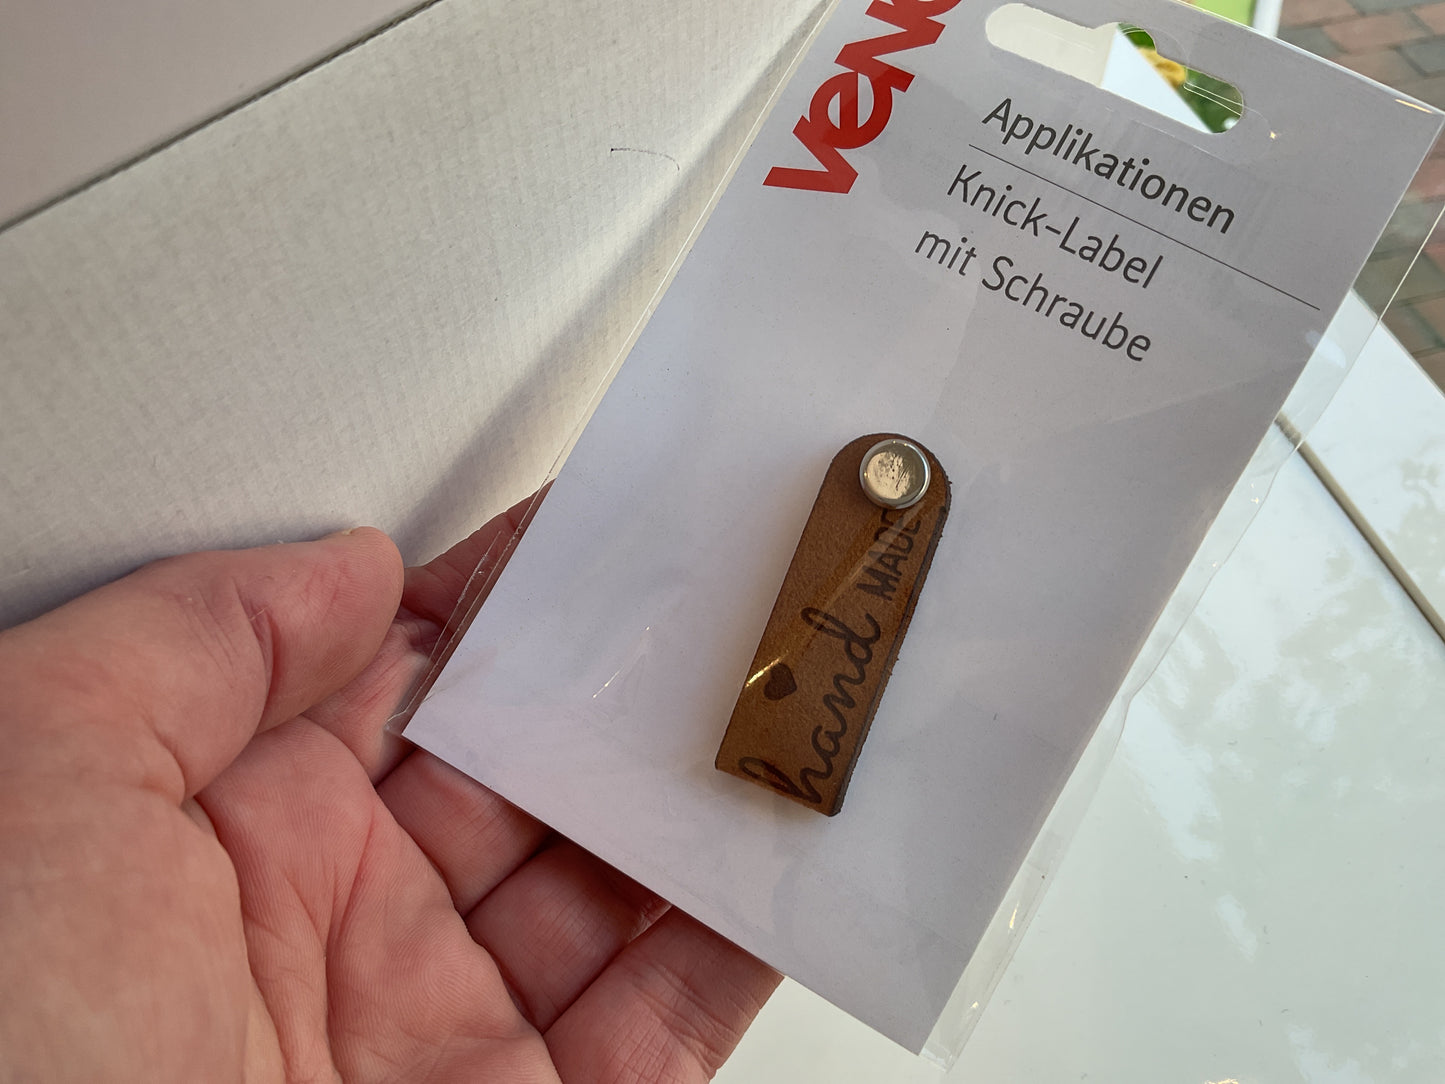 Applikationen
Knick-Label
mit Schraube
hand MADE